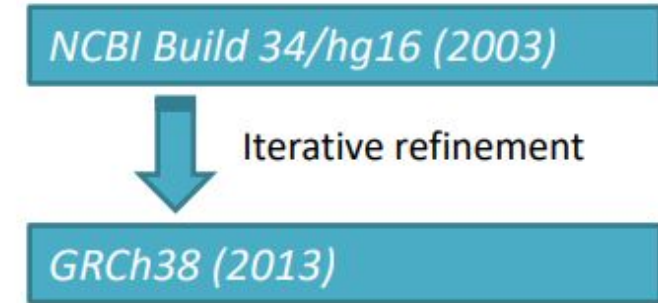 NCBI Build 34/hg16 (2003)
Iterative refinement
GRCh38 (2013)